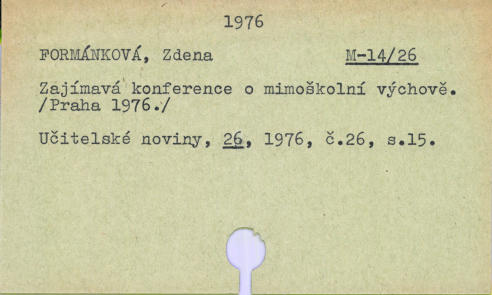 1976
FORMÁNKOVÁ, Zdena M-14/26
Zajímavá konference o mimoškolní výchově.
/Praha 1976./
Učitelské noviny, 26, 1976, č.26, s.15.